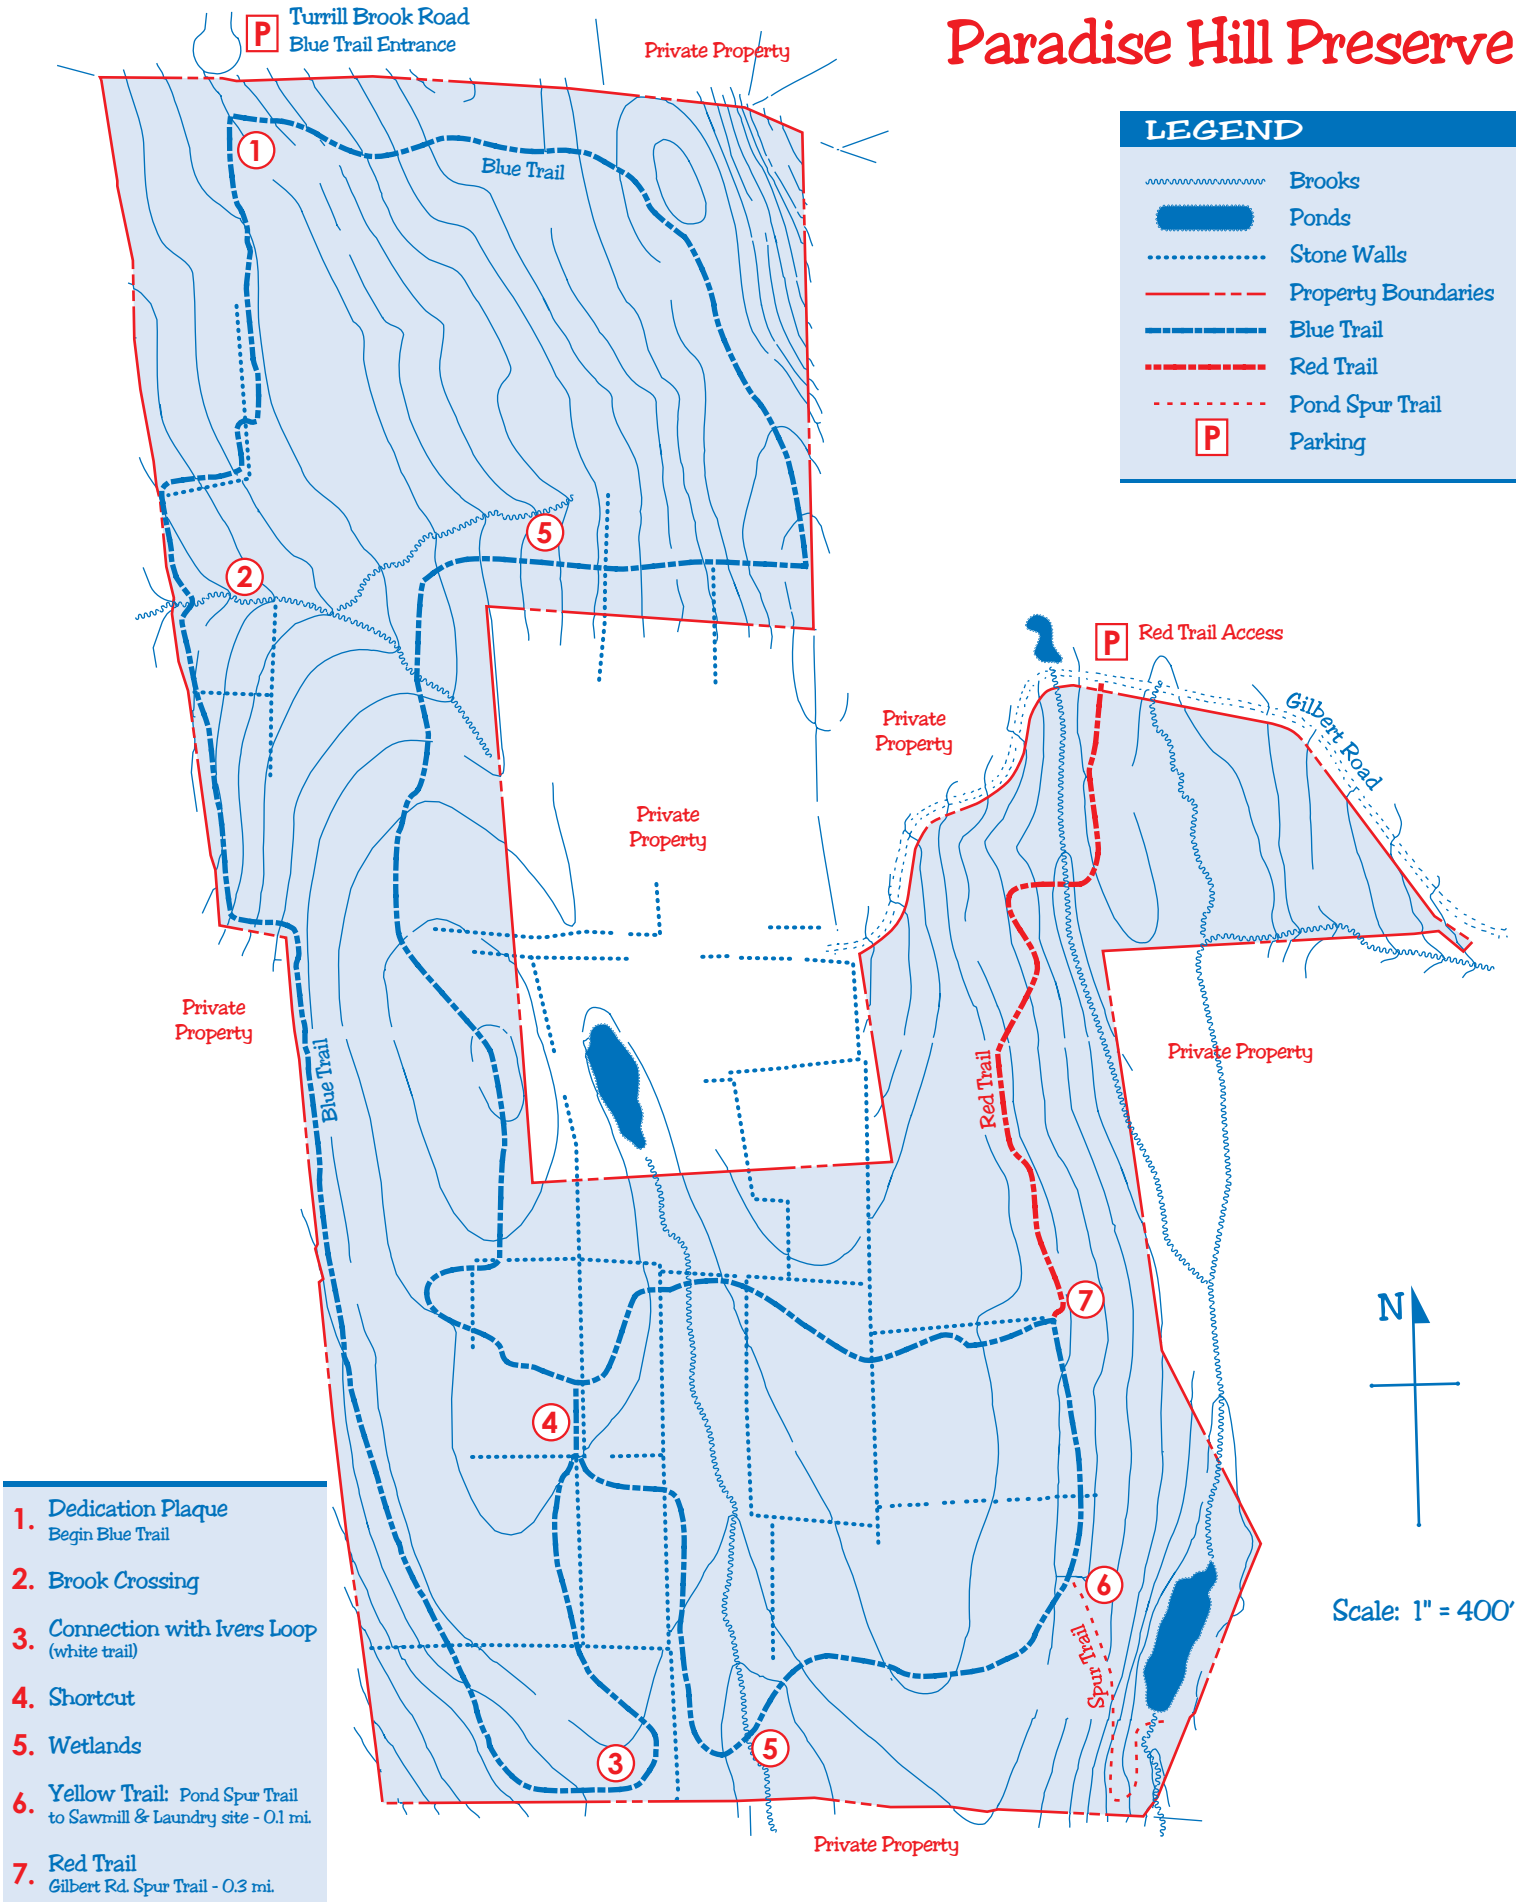 P
Turrill Brook Road
Blue Trail Entrance
Private Property
Paradise Hill Preserve
LEGEND
Brooks
Ponds
Stone Walls
Property Boundaries
Blue Trail
Red Trail
Pond Spur Trail
P
Parking
1
Blue Trail
5
2
P
Red Trail Access
Gilbert Road
Private
Property
Private
Property
Private
Property
Blue Trail
Red Trail
Private Property
7
N
4
6
Spur Trail
Scale: 1" = 400'
3
5
Private Property
1. Dedication Plaque
Begin Blue Trail
2. Brook Crossing
3. Connection with Ivers Loop
(white trail)
4. Shortcut
5. Wetlands
6. Yellow Trail: Pond Spur Trail
to Sawmill & Laundry site - 0.1 mi.
7. Red Trail
Gilbert Rd. Spur Trail - 0.3 mi.